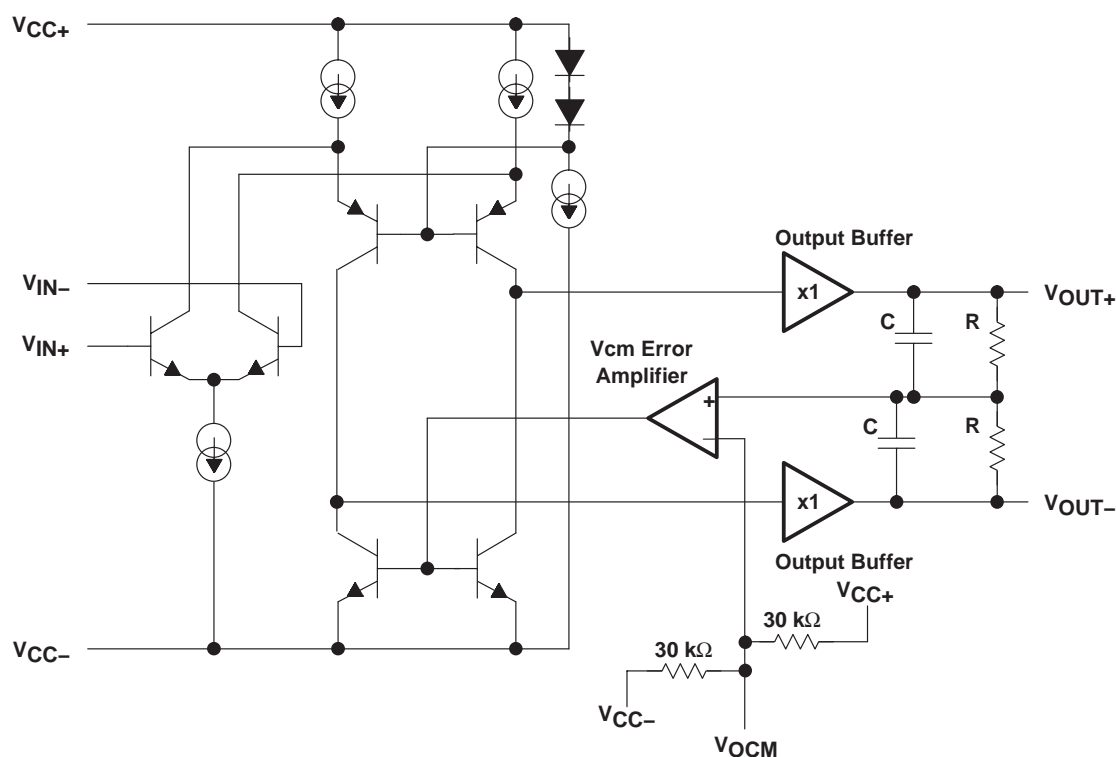 VCC+
Output Buffer
VIN–
x1
VOUT+
C
R
VIN+
Vcm Error
Amplifier
+
–
C
R
x1
VOUT–
Output Buffer
VCC+
30 kΩ
VCC–
30 kΩ
VCC–
VOCM